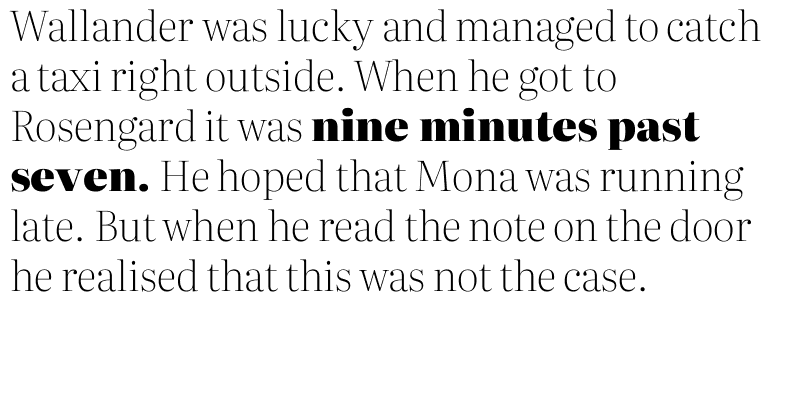 Wallander was lucky and managed to catch
a taxi right outside. When he got to
Rosengard it was nine minutes past
seven. He hoped that Mona was running
late. But when he read the note on the door
he realised that this was not the case.